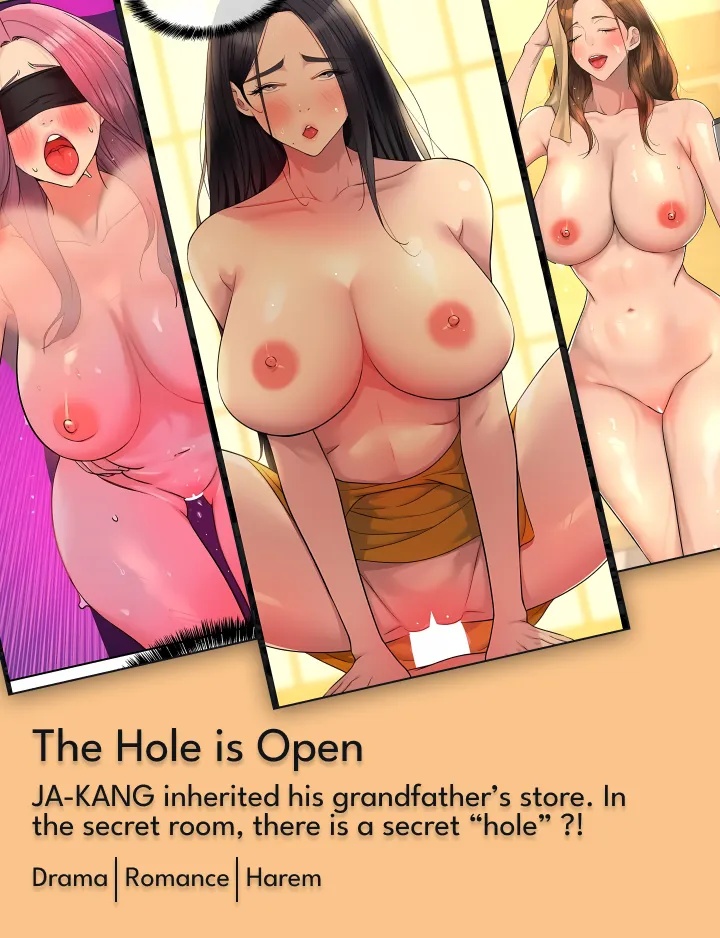 The Hole is Open
JA-KANG inherited his grandfather’s store. In
the secret room, there is a secret “hole” ?!
Drama | Romance | Harem